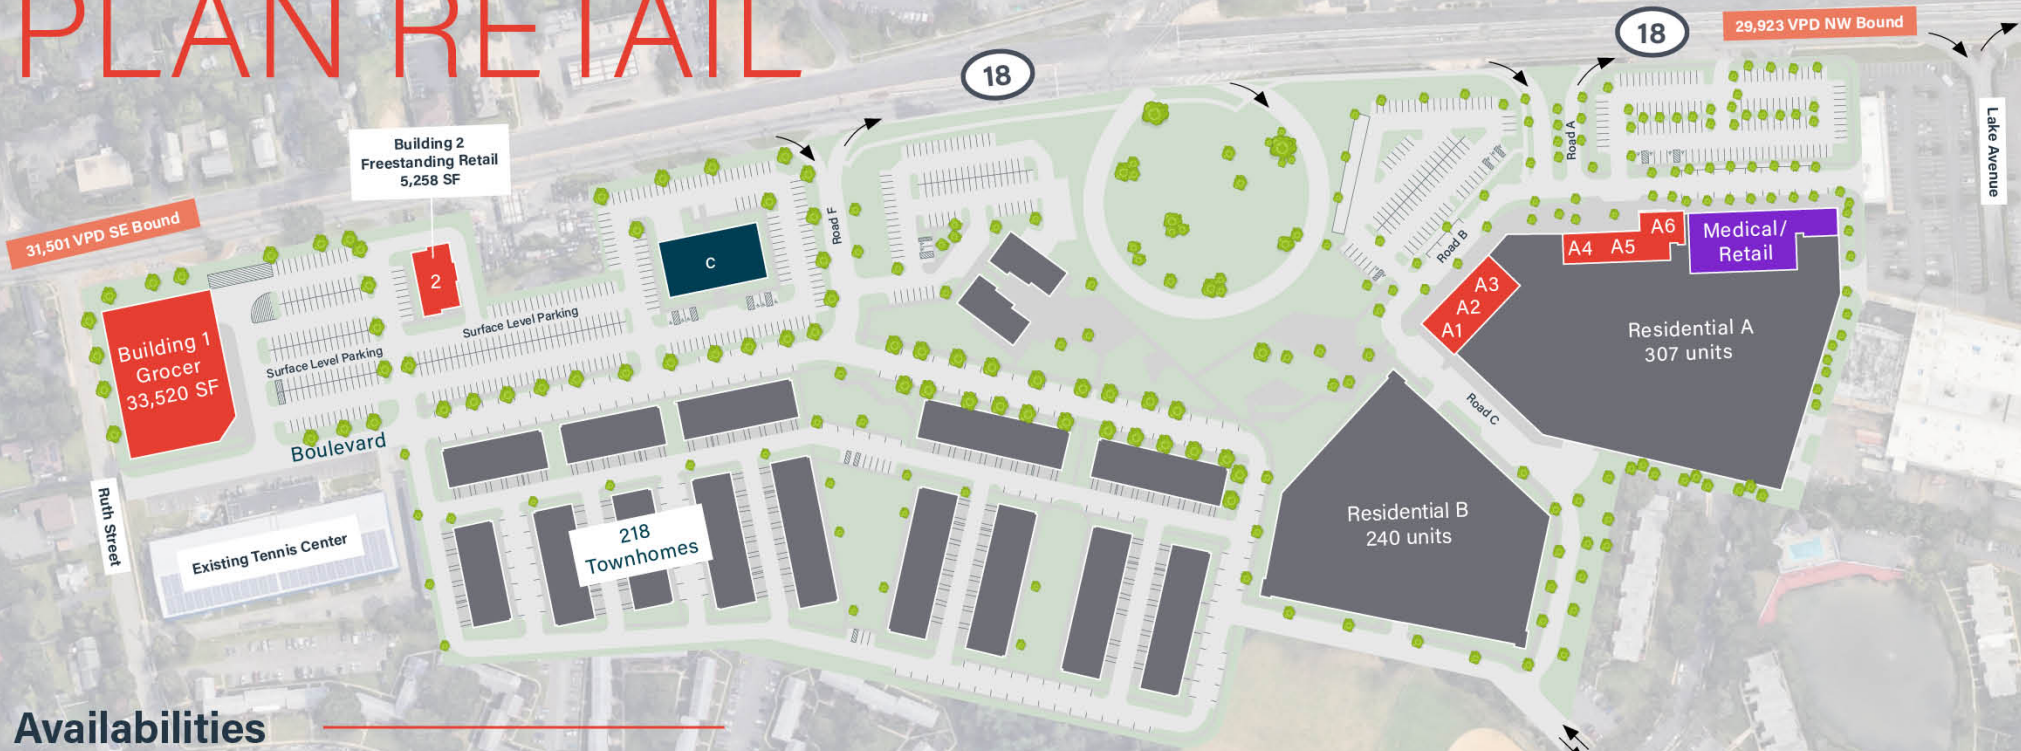 PLAN RETAIL
18
18
29,923 VPD NW Bound
Lake Avenue
Building 2
Freestanding Retail
5,258 SF
31,501 VPD SE Bound
Road F
Road A
Road B
2
C
A6
A4 A5
Medical/
Retail
A3
A2
A1
Surface Level Parking
Surface Level Parking
Building 1
Grocer
33,520 SF
Residential A
307 units
Road C
Boulevard
Ruth Street
Existing Tennis Center
218
Townhomes
Residential B
240 units
Availabilities